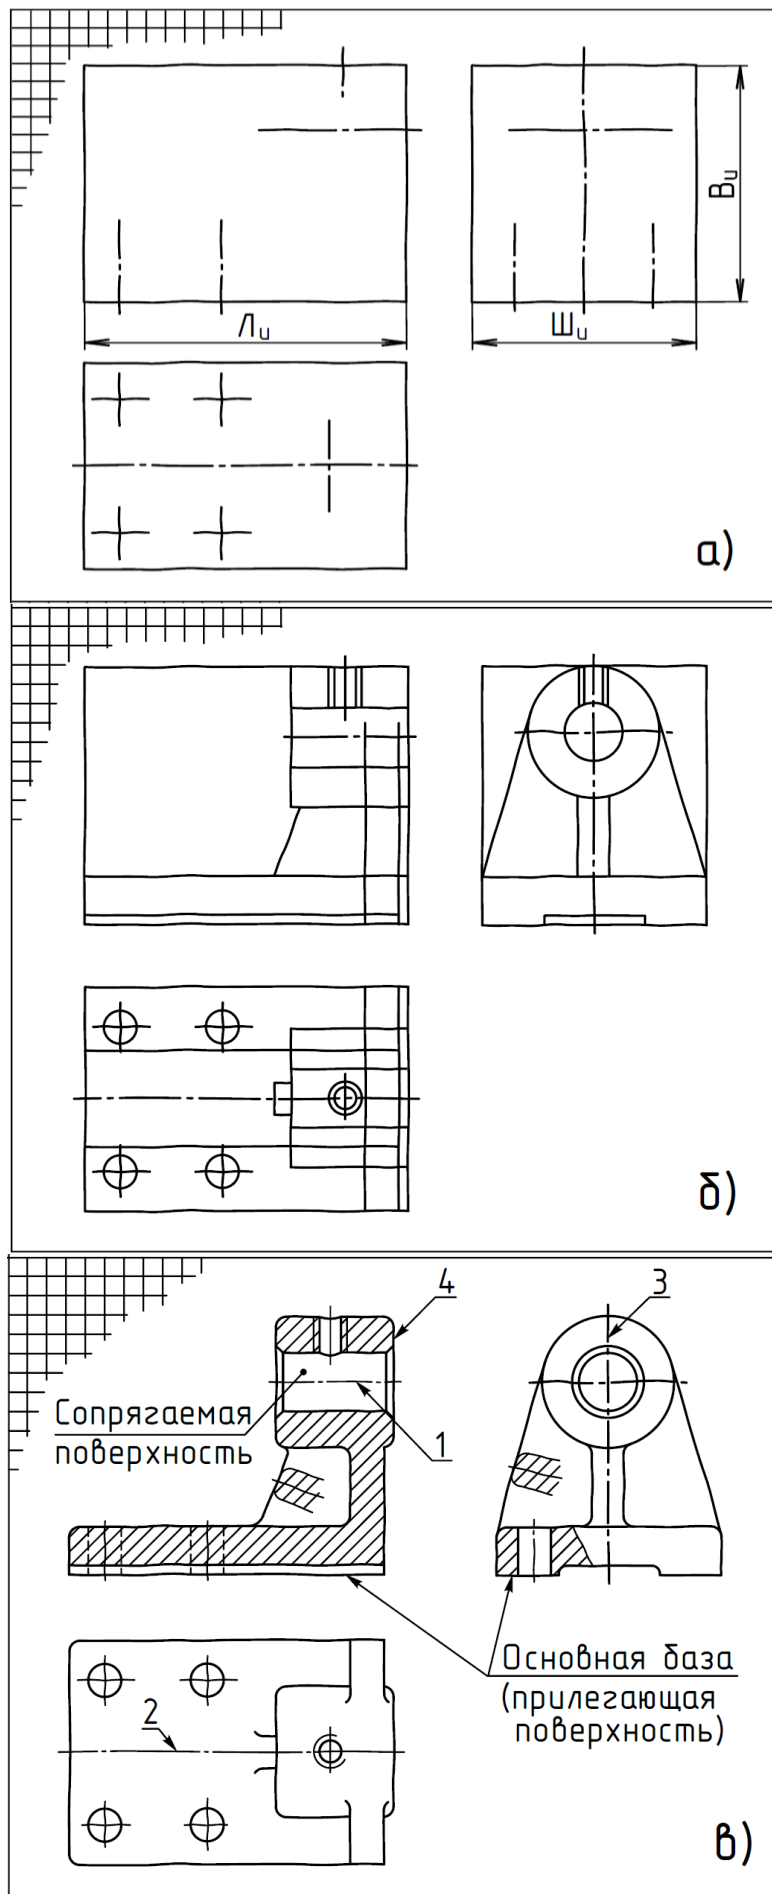 Ви
Ли
Ши
а)
б)
4
3
Сопрягаемая
поверхность
1
Основная база
(прилегающая
поверхность)
2
в)